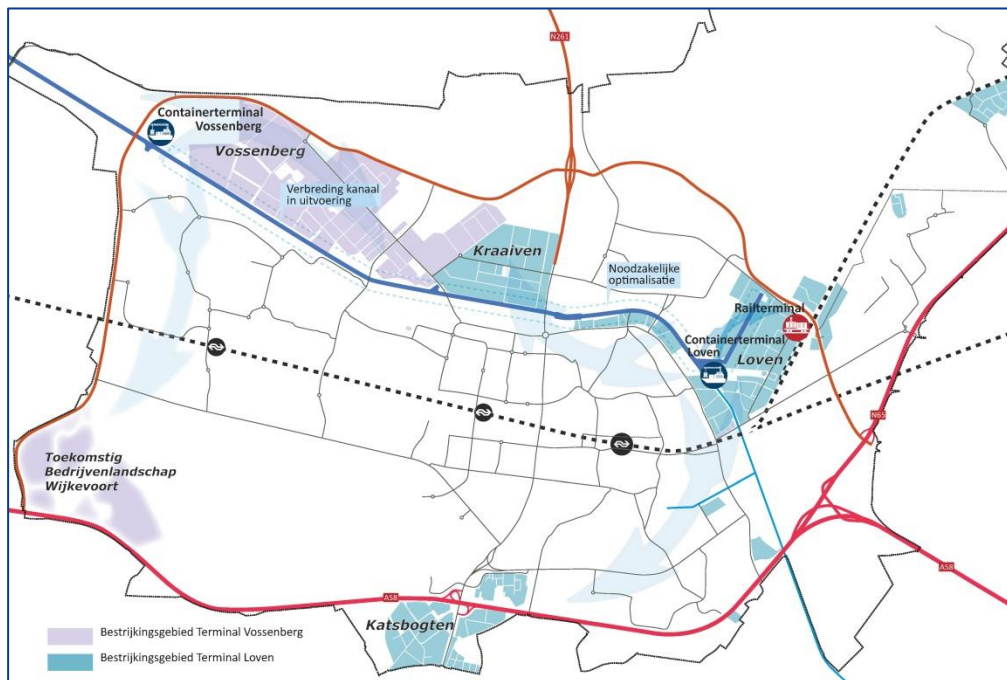 N261
Containerterminal
Vossenberg
Vossenberg
Verbreding kanaal
in uitvoering
Kraaiven
Noodzakelijke
optimalisatie
Railterminal
Containerterminal
Loven
Loven
N65
Toekomstig
Bedrijvenlandschap
Wijkevoort
A58
A58
Katsbogten
Bestrijkingsgebied Terminal Vossenberg
Bestrijkingsgebied Terminal Loven